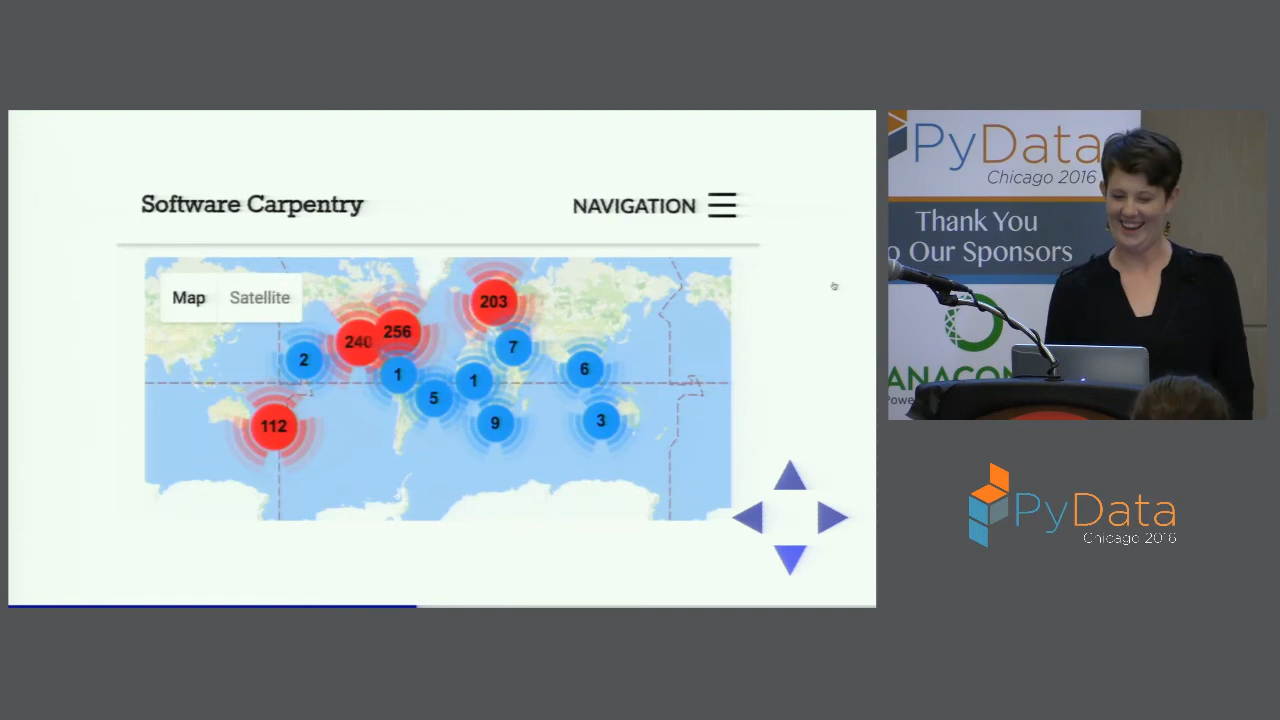 Software Carpentry
NAVIGATION
Map Satellite
203
256
240
7
2
6
1
1
5
3
9
112
PyData
Chicago 2016
Thank You
Our Sponsors
PyData
Chicago 2016